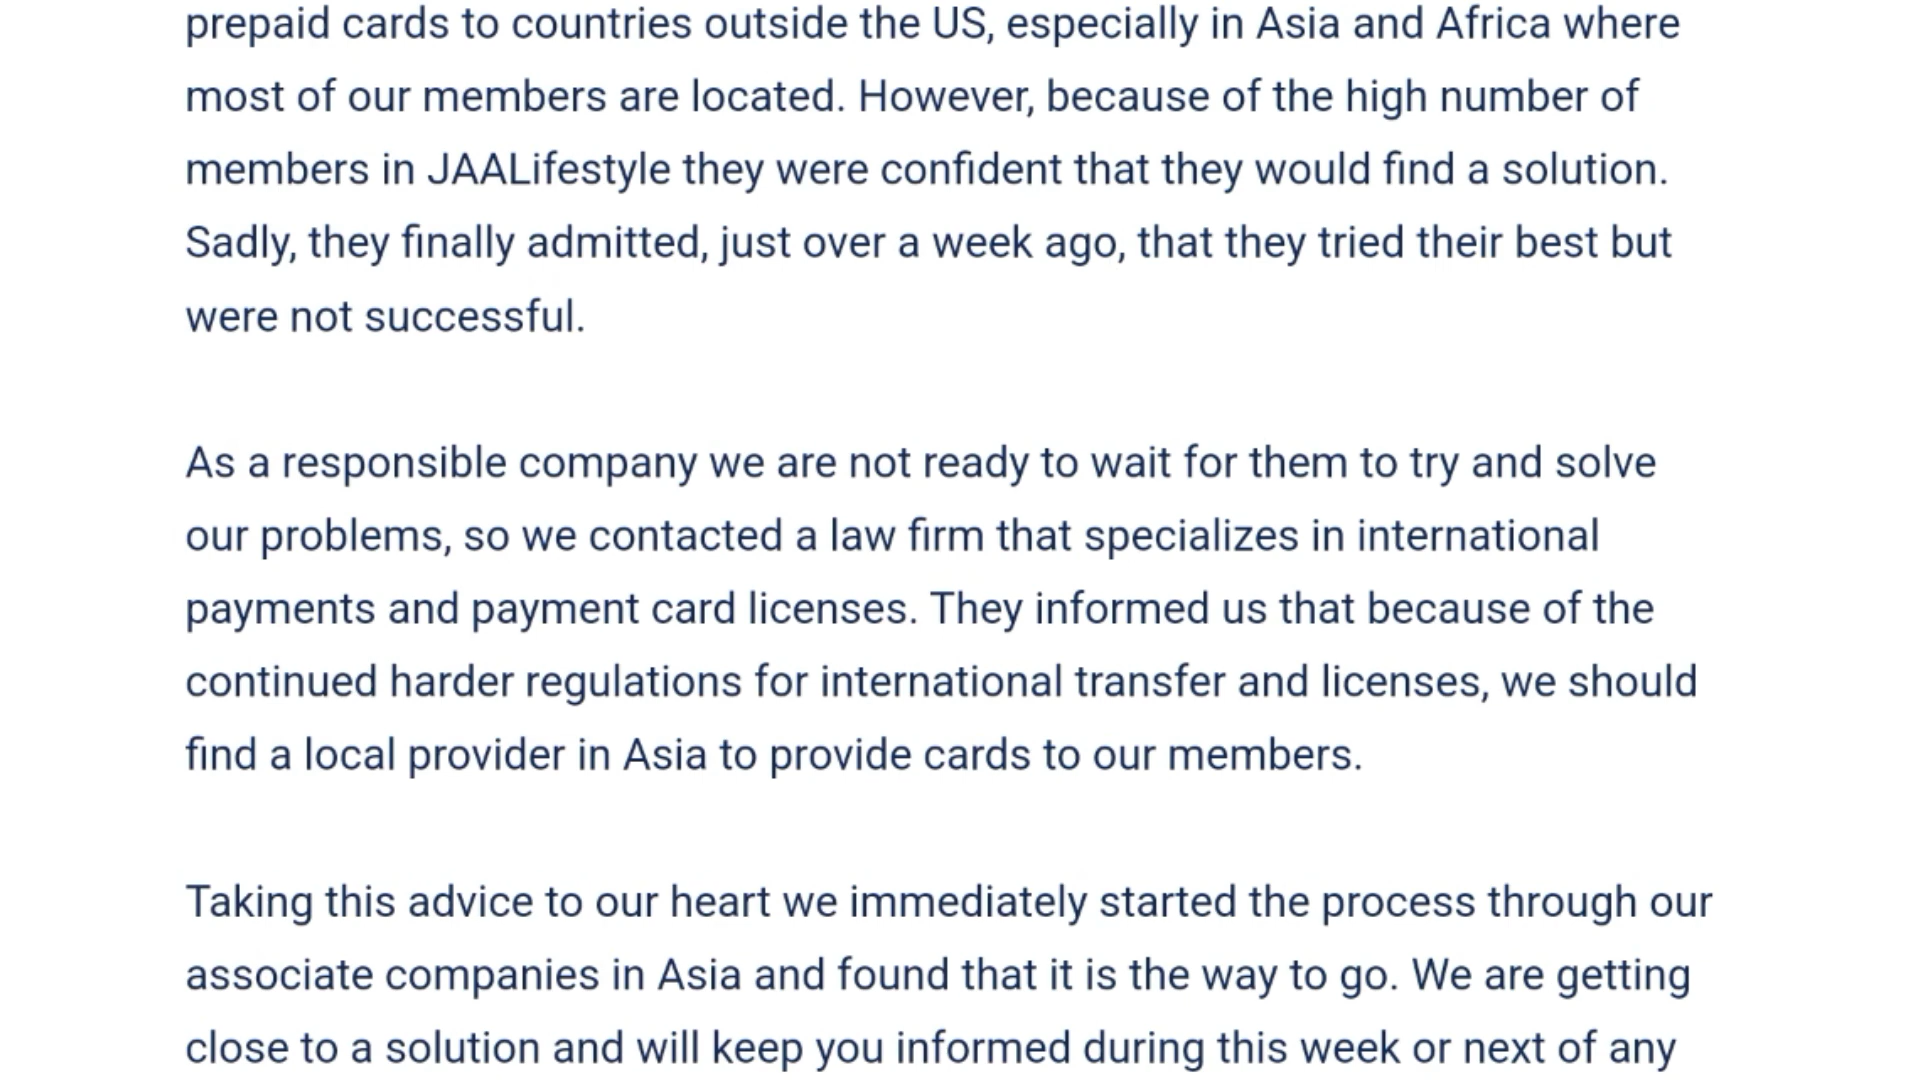 prepaid cards to countries outside the US, especially in Asia and Africa where
most of our members are located. However, because of the high number of
members in JAALifestyle they were confident that they would find a solution.
Sadly, they finally admitted, just over a week ago, that they tried their best but
were not successful.
As a responsible company we are not ready to wait for them to try and solve
our problems, so we contacted a law firm that specializes in international
payments and payment card licenses. They informed us that because of the
continued harder regulations for international transfer and licenses, we should
find a local provider in Asia to provide cards to our members.
Taking this advice to our heart we immediately started the process through our
associate companies in Asia and found that it is the way to go. We are getting
close to a solution and will keep you informed during this week or next of any